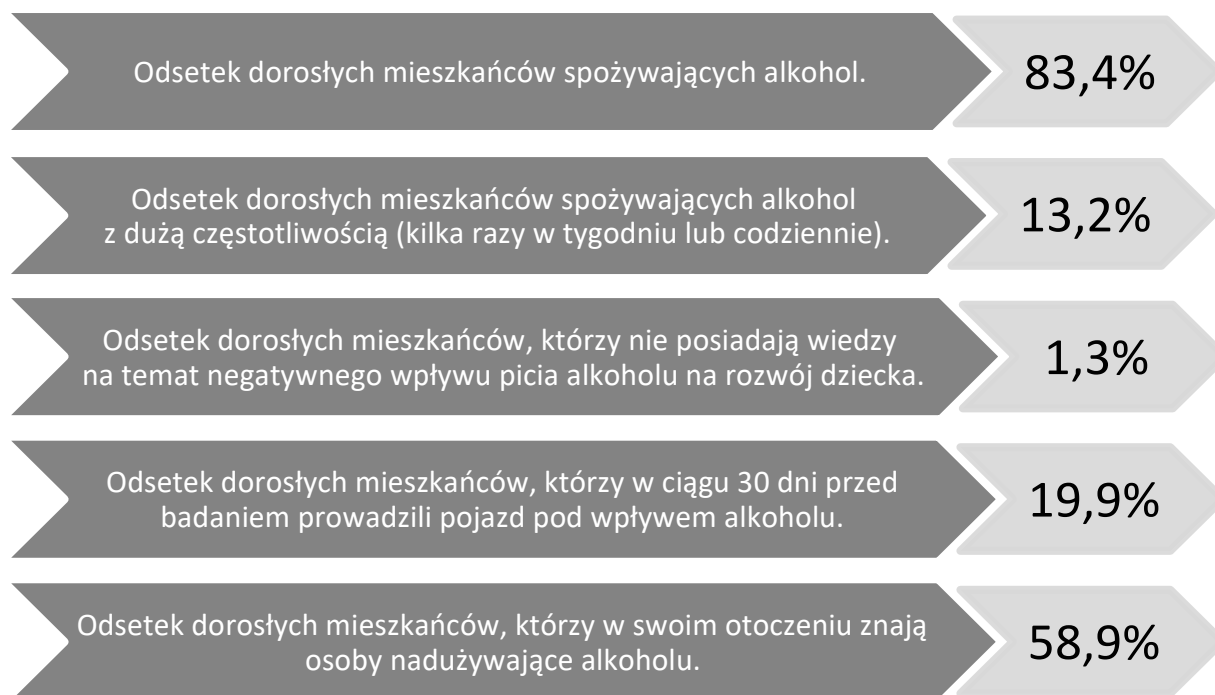 Odsetek dorosłych mieszkańców spożywających alkohol.
83,4%
Odsetek dorosłych mieszkańców spożywających alkohol
z dużą częstotliwością (kilka razy w tygodniu lub codziennie).
13,2%
Odsetek dorosłych mieszkańców, którzy nie posiadają wiedzy
na temat negatywnego wpływu picia alkoholu na rozwój dziecka.
1,3%
Odsetek dorosłych mieszkańców, którzy w ciągu 30 dni przed
badaniem prowadzili pojazd pod wpływem alkoholu.
19,9%
Odsetek dorosłych mieszkańców, którzy w swoim otoczeniu znają
osoby nadużywające alkoholu.
58,9%